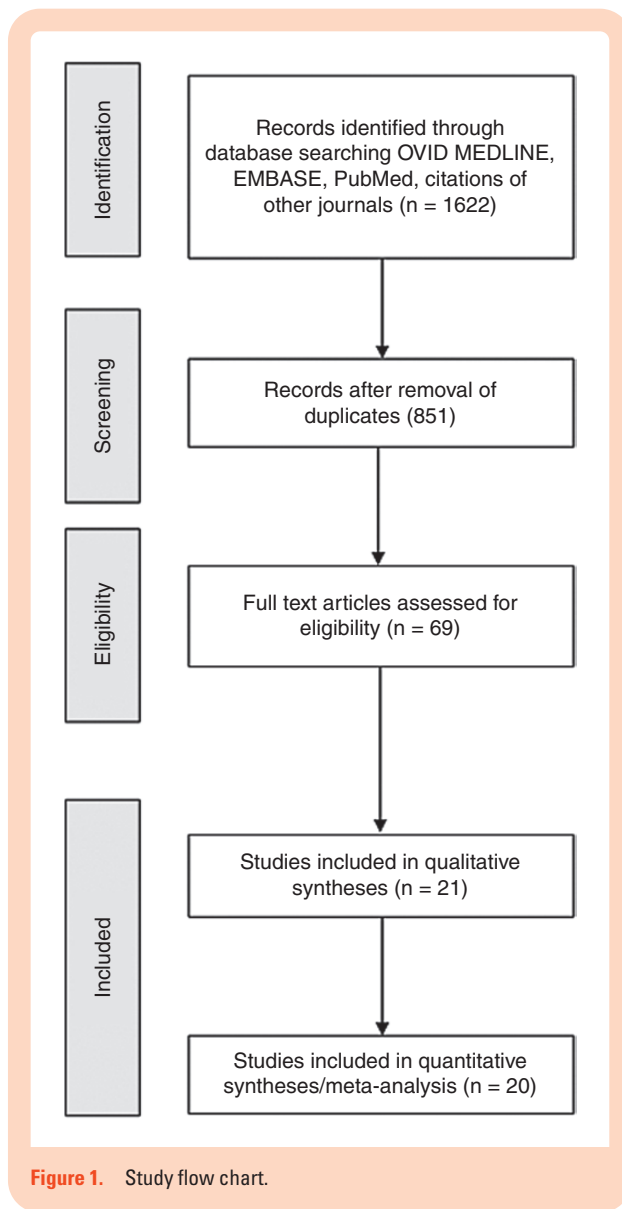 Identification
Records identified through
database searching OVID MEDLINE,
EMBASE, PubMed, citations of
other journals (n = 1622)
Screening
Records after removal of
duplicates (851)
Eligibility
Full text articles assessed for
eligibility (n = 69)
Included
Studies included in qualitative
syntheses (n = 21)
Studies included in quantitative
syntheses/meta-analysis (n = 20)
Figure 1. Study flow chart.